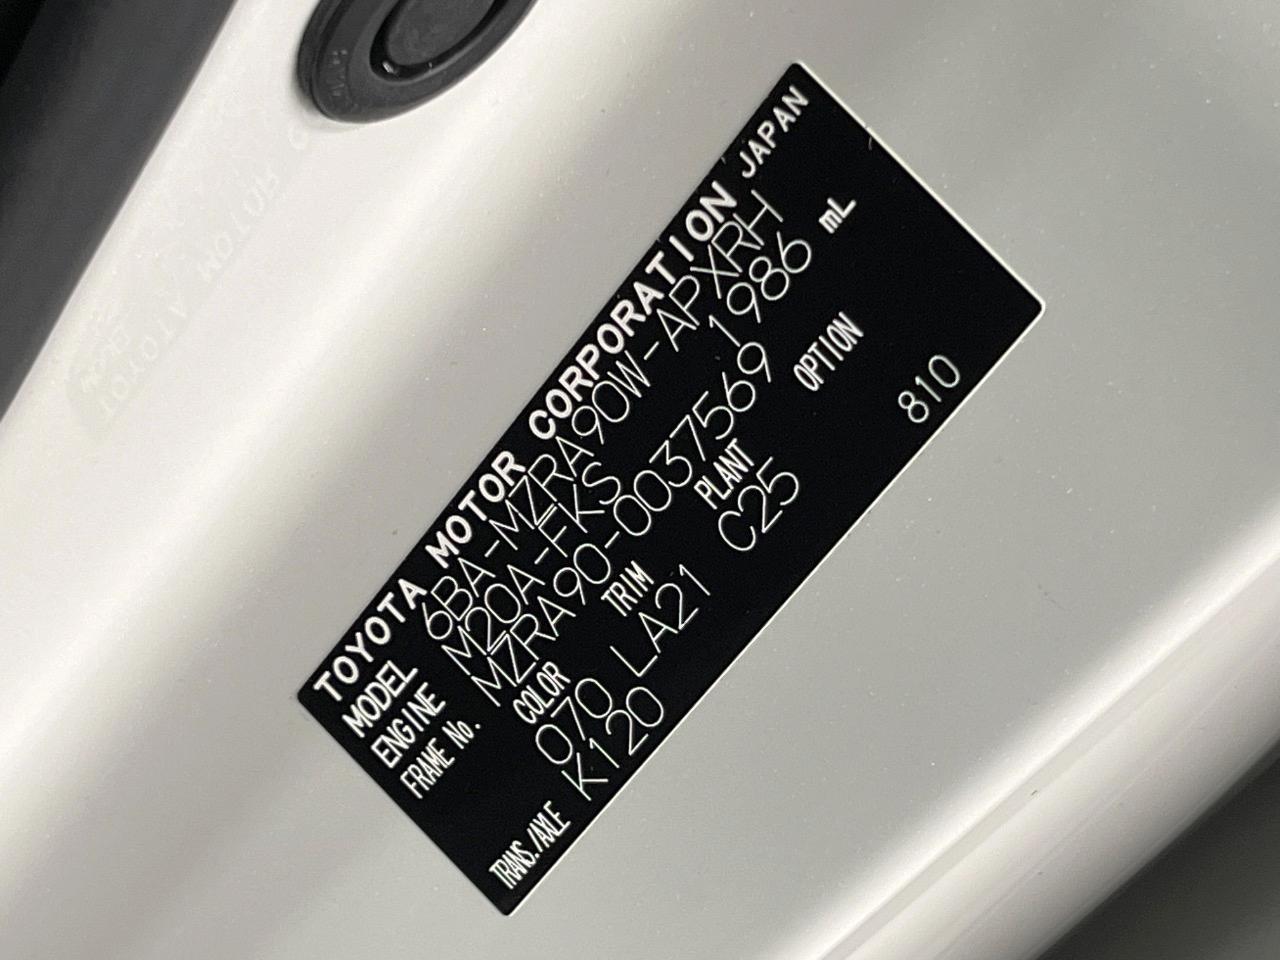 TOYOTA MOTOR CORPORATION JAPAN
MODEL 6BA-MZRA90W-APXRH
ENGINE M20A-FKS 1986 mL
FRAME No. MZRA90-0037569
COLOR TRIM PLANT OPTION
070 LA21 C25 810
TRANS./AXLE K120